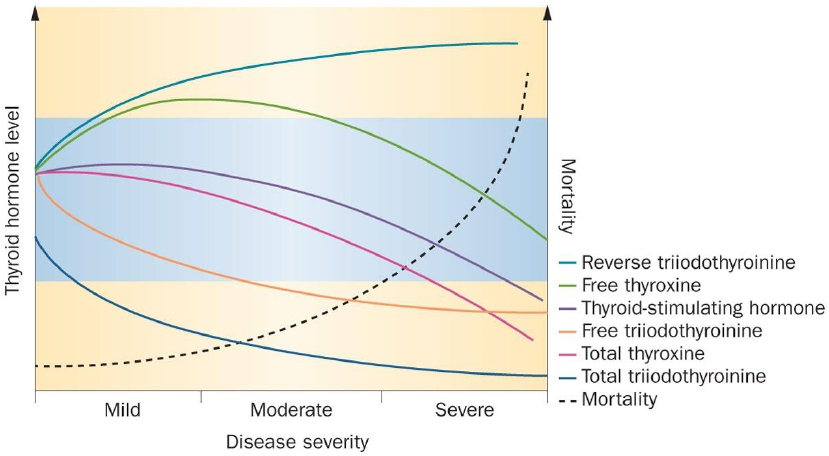 Thyroid hormone level
Mortality
Reverse triiodothyroinine
Free thyroxine
Thyroid-stimulating hormone
Free triiodothyroinine
Total thyroxine
Total triiodothyroinine
Mortality
Mild Moderate Severe
Disease severity